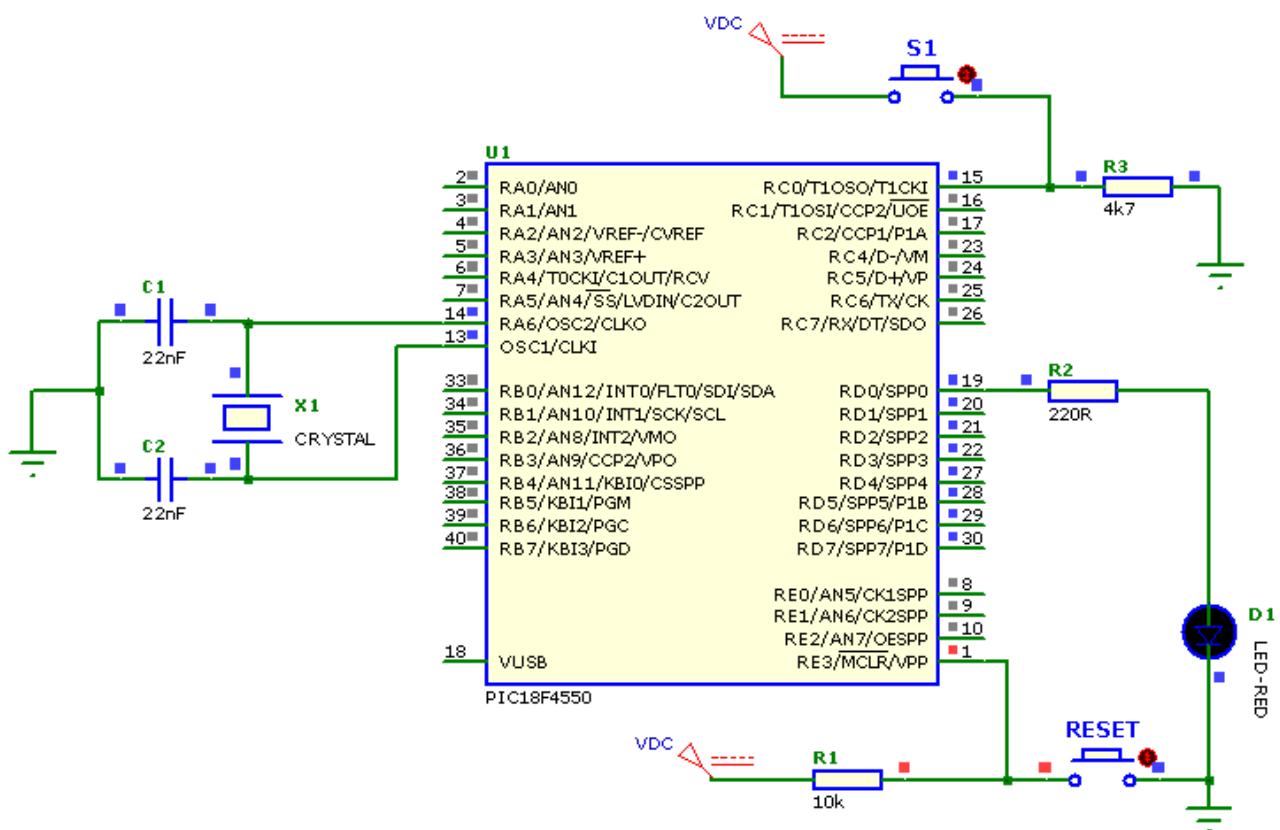 VDC
S1
U1
2 RA0/AN0
3 RA1/AN1
4 RA2/AN2/VREF-/CVREF
5 RA3/AN3/VREF+
6 RA4/T0CKI/C1OUT/RCV
7 RA5/AN4/SS/LVDIN/C2OUT
14 RA6/OSC2/CLKO
13 OSC1/CLKI
33 RB0/AN12/INT0/FLT0/SDI/SDA
34 RB1/AN10/INT1/SCK/SCL
35 RB2/AN8/INT2/VMO
36 RB3/AN9/CCP2/VPO
37 RB4/AN11/KBI0/CSSPP
38 RB5/KBI1/PGM
39 RB6/KBI2/PGC
40 RB7/KBI3/PGD
18 VUSB
RC0/T1OSO/T1CKI 15
RC1/T1OSI/CCP2/UOE 16
RC2/CCP1/P1A 17
RC4/D-/VM 23
RC5/D+/VP 24
RC6/TX/CK 25
RC7/RX/DT/SDO 26
RD0/SPP0 19
RD1/SPP1 20
RD2/SPP2 21
RD3/SPP3 22
RD4/SPP4 27
RD5/SPP5/P1B 28
RD6/SPP6/P1C 29
RD7/SPP7/P1D 30
RE0/AN5/CK1SPP 8
RE1/AN6/CK2SPP 9
RE2/AN7/OESPP 10
RE3/MCLR/VPP 1
PIC18F4550
C1
22nF
X1
CRYSTAL
C2
22nF
R3
4k7
R2
220R
D1
LED-RED
RESET
VDC
R1
10k